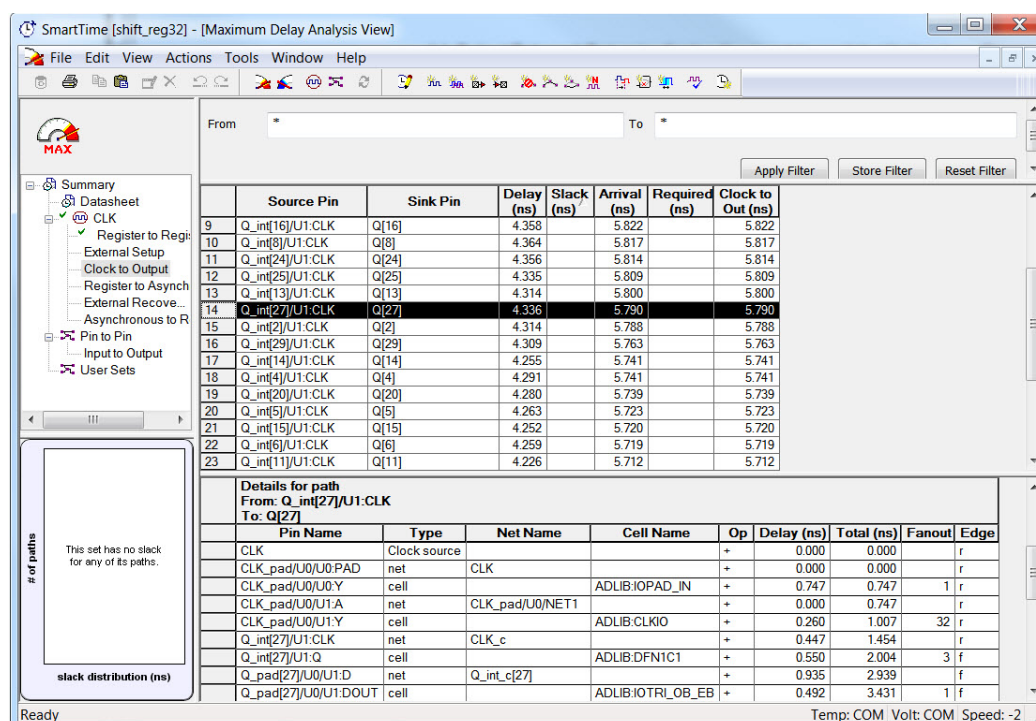 SmartTime [shift_reg32] - [Maximum Delay Analysis View]
File Edit View Actions Tools Window Help
MAX
From * To *
Apply Filter Store Filter Reset Filter
Summary
Datasheet
CLK
Register to Regi
External Setup
Clock to Output
Register to Asynch
External Recove...
Asynchronous to R
Pin to Pin
Input to Output
User Sets
Source Pin Sink Pin Delay (ns) Slack (ns) Arrival (ns) Required (ns) Clock to Out (ns)
9 Q_int[16]/U1:CLK Q[16] 4.358 5.822 5.822
10 Q_int[8]/U1:CLK Q[8] 4.364 5.817 5.817
11 Q_int[24]/U1:CLK Q[24] 4.356 5.814 5.814
12 Q_int[25]/U1:CLK Q[25] 4.335 5.809 5.809
13 Q_int[13]/U1:CLK Q[13] 4.314 5.800 5.800
14 Q_int[27]/U1:CLK Q[27] 4.336 5.790 5.790
15 Q_int[2]/U1:CLK Q[2] 4.314 5.788 5.788
16 Q_int[29]/U1:CLK Q[29] 4.309 5.763 5.763
17 Q_int[14]/U1:CLK Q[14] 4.255 5.741 5.741
18 Q_int[4]/U1:CLK Q[4] 4.291 5.741 5.741
19 Q_int[20]/U1:CLK Q[20] 4.280 5.739 5.739
20 Q_int[5]/U1:CLK Q[5] 4.263 5.723 5.723
21 Q_int[15]/U1:CLK Q[15] 4.252 5.720 5.720
22 Q_int[6]/U1:CLK Q[6] 4.259 5.719 5.719
23 Q_int[11]/U1:CLK Q[11] 4.226 5.712 5.712
# of paths
This set has no slack
for any of its paths.
slack distribution (ns)
Details for path
From: Q_int[27]/U1:CLK
To: Q[27]
Pin Name Type Net Name Cell Name Op Delay (ns) Total (ns) Fanout Edge
CLK Clock source + 0.000 0.000 r
CLK_pad/U0/U0:PAD net CLK + 0.000 0.000 r
CLK_pad/U0/U0:Y cell ADLIB:IOPAD_IN + 0.747 0.747 1 r
CLK_pad/U0/U1:A net CLK_pad/U0/NET1 + 0.000 0.747 r
CLK_pad/U0/U1:Y cell ADLIB:CLKIO + 0.260 1.007 32 r
Q_int[27]/U1:CLK net CLK_c + 0.447 1.454 r
Q_int[27]/U1:Q cell ADLIB:DFN1C1 + 0.550 2.004 3 f
Q_pad[27]/U0/U1:D net Q_int_c[27] + 0.935 2.939 f
Q_pad[27]/U0/U1:DOUT cell ADLIB:IOTRI_OB_EB + 0.492 3.431 1 f
Ready Temp: COM Volt: COM Speed: -2